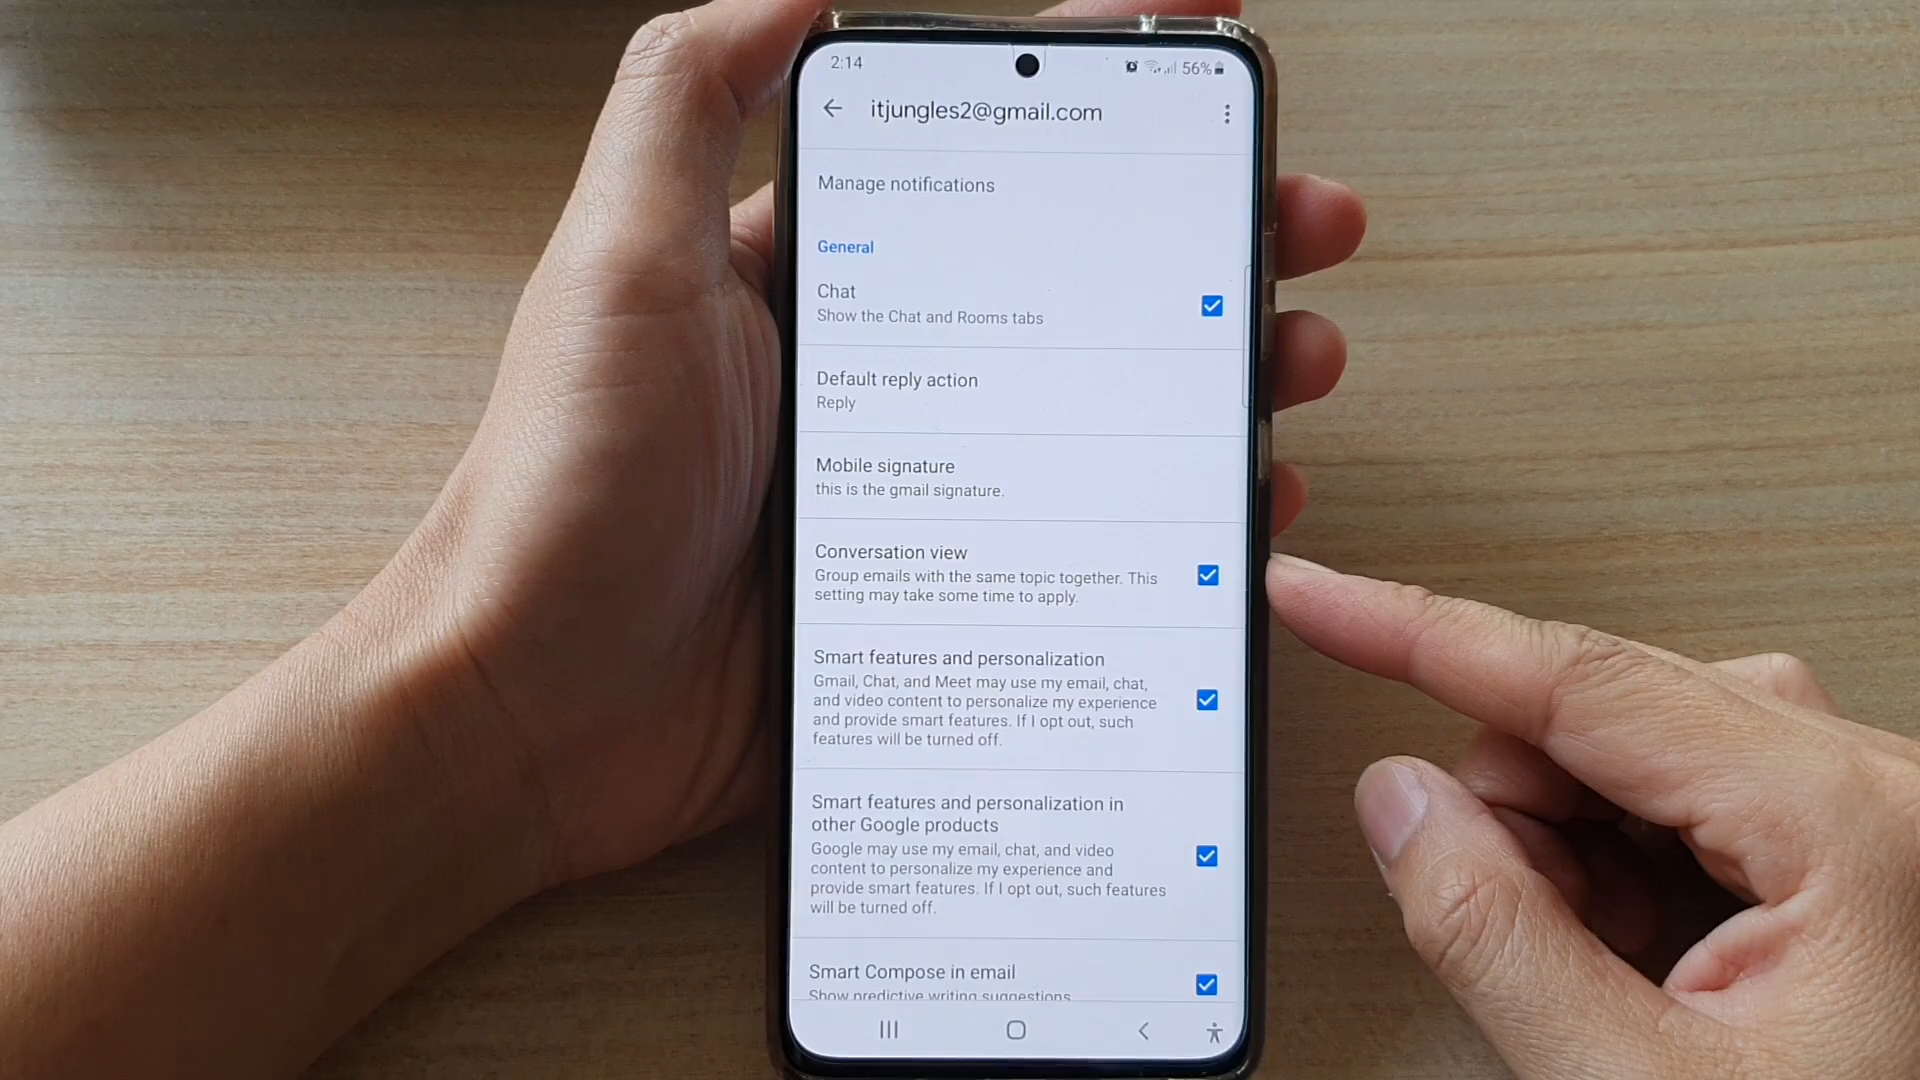 2:14
56%
itjungles2@gmail.com
Manage notifications
General
Chat
Show the Chat and Rooms tabs
Default reply action
Reply
Mobile signature
this is the gmail signature.
Conversation view
Group emails with the same topic together. This
setting may take some time to apply.
Smart features and personalization
Gmail, Chat, and Meet may use my email, chat,
and video content to personalize my experience
and provide smart features. If I opt out, such
features will be turned off.
Smart features and personalization in
other Google products
Google may use my email, chat, and video
content to personalize my experience and
provide smart features. If I opt out, such features
will be turned off.
Smart Compose in email
Show predictive writing suggestions